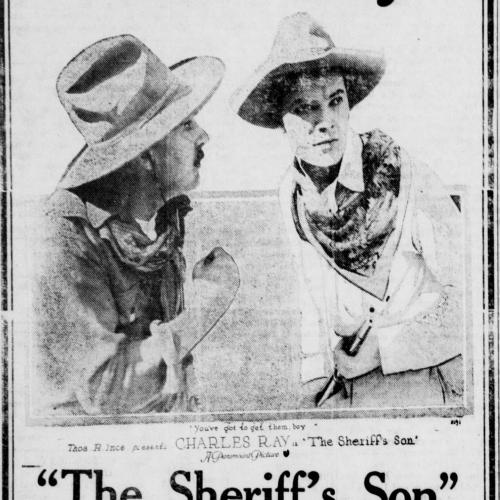 "You've got to get them, boy"
Thos. H. Ince presents CHARLES RAY in "The Sheriff's Son"
A Paramount Picture
"The Sheriff's Son"